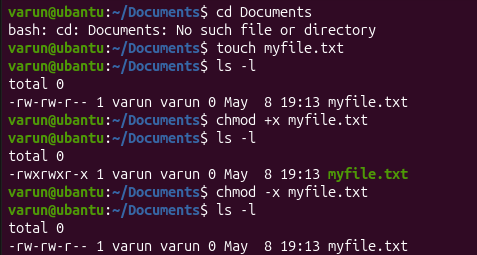 varun@ubantu:~/Documents$ cd Documents
bash: cd: Documents: No such file or directory
varun@ubantu:~/Documents$ touch myfile.txt
varun@ubantu:~/Documents$ ls -l
total 0
-rw-rw-r-- 1 varun varun 0 May  8 19:13 myfile.txt
varun@ubantu:~/Documents$ chmod +x myfile.txt
varun@ubantu:~/Documents$ ls -l
total 0
-rwxrwxr-x 1 varun varun 0 May  8 19:13 myfile.txt
varun@ubantu:~/Documents$ chmod -x myfile.txt
varun@ubantu:~/Documents$ ls -l
total 0
-rw-rw-r-- 1 varun varun 0 May  8 19:13 myfile.txt